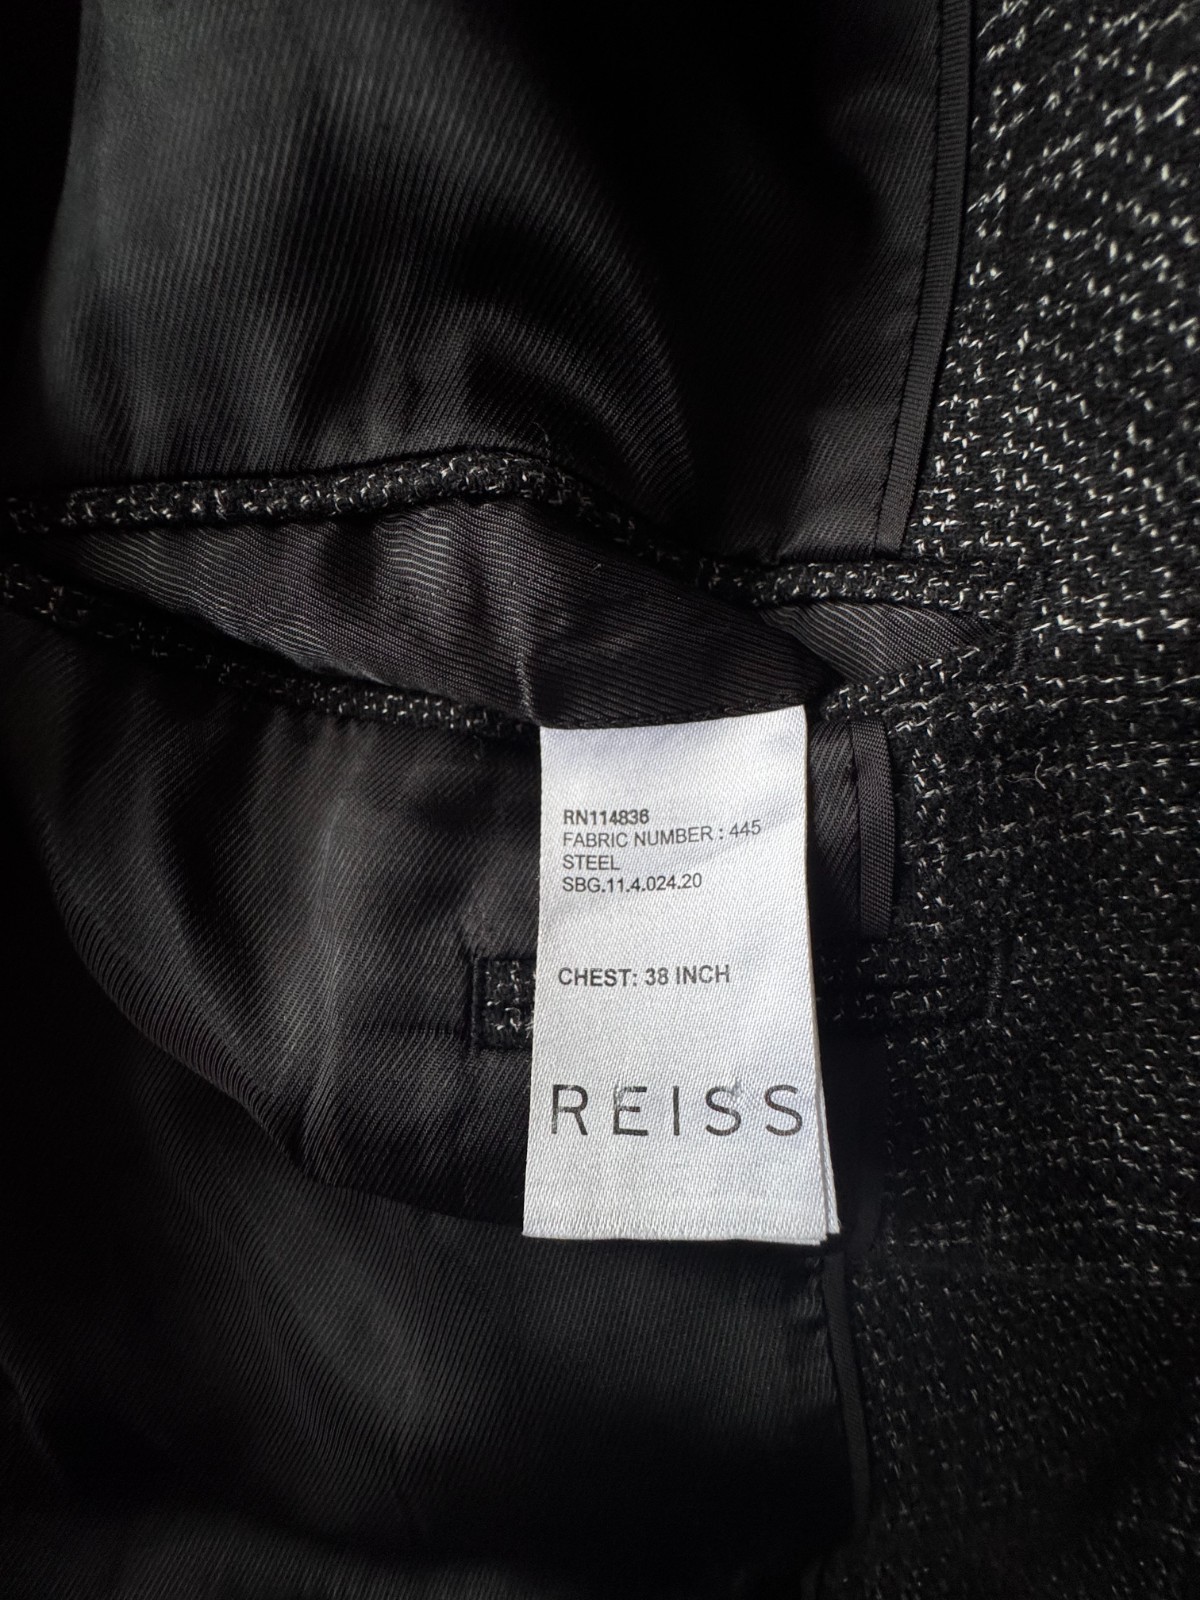 RN114836
FABRIC NUMBER : 445
STEEL
SBG.11.4.024.20
CHEST: 38 INCH
REISS